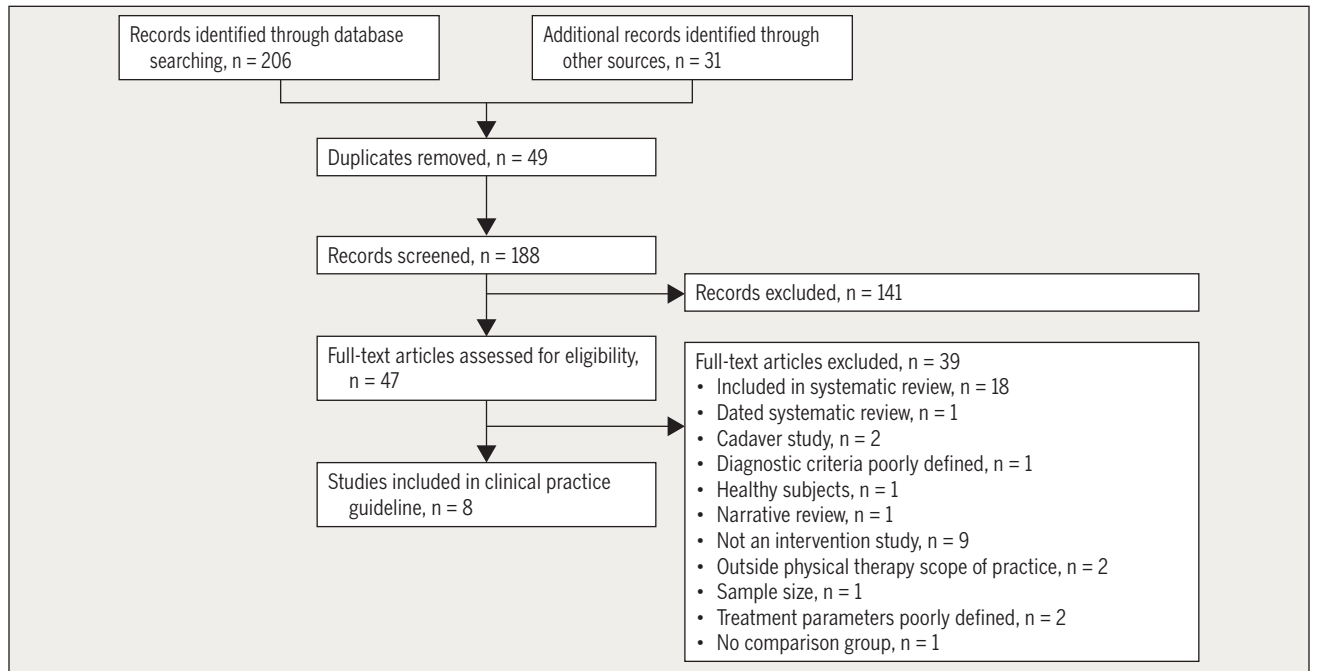 Records identified through database
searching, n = 206
Additional records identified through
other sources, n = 31
Duplicates removed, n = 49
Records screened, n = 188
Records excluded, n = 141
Full-text articles assessed for eligibility,
n = 47
Full-text articles excluded, n = 39
• Included in systematic review, n = 18
• Dated systematic review, n = 1
• Cadaver study, n = 2
• Diagnostic criteria poorly defined, n = 1
• Healthy subjects, n = 1
• Narrative review, n = 1
• Not an intervention study, n = 9
• Outside physical therapy scope of practice, n = 2
• Sample size, n = 1
• Treatment parameters poorly defined, n = 2
• No comparison group, n = 1
Studies included in clinical practice
guideline, n = 8